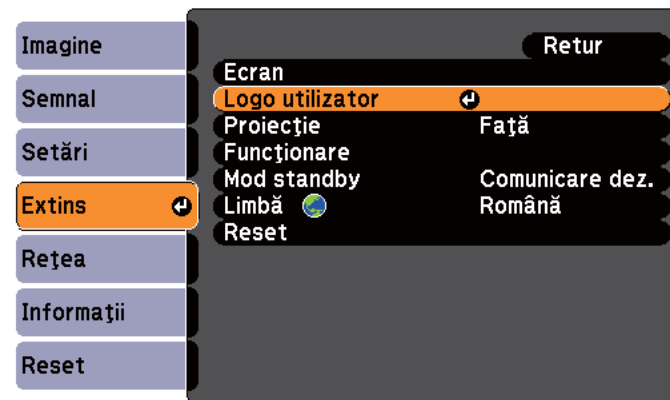 Imagine
Semnal
Setări
Extins
Reţea
Informaţii
Reset
Retur
Ecran
Logo utilizator
Proiecţie Faţă
Funcţionare
Mod standby Comunicare dez.
Limbă Română
Reset